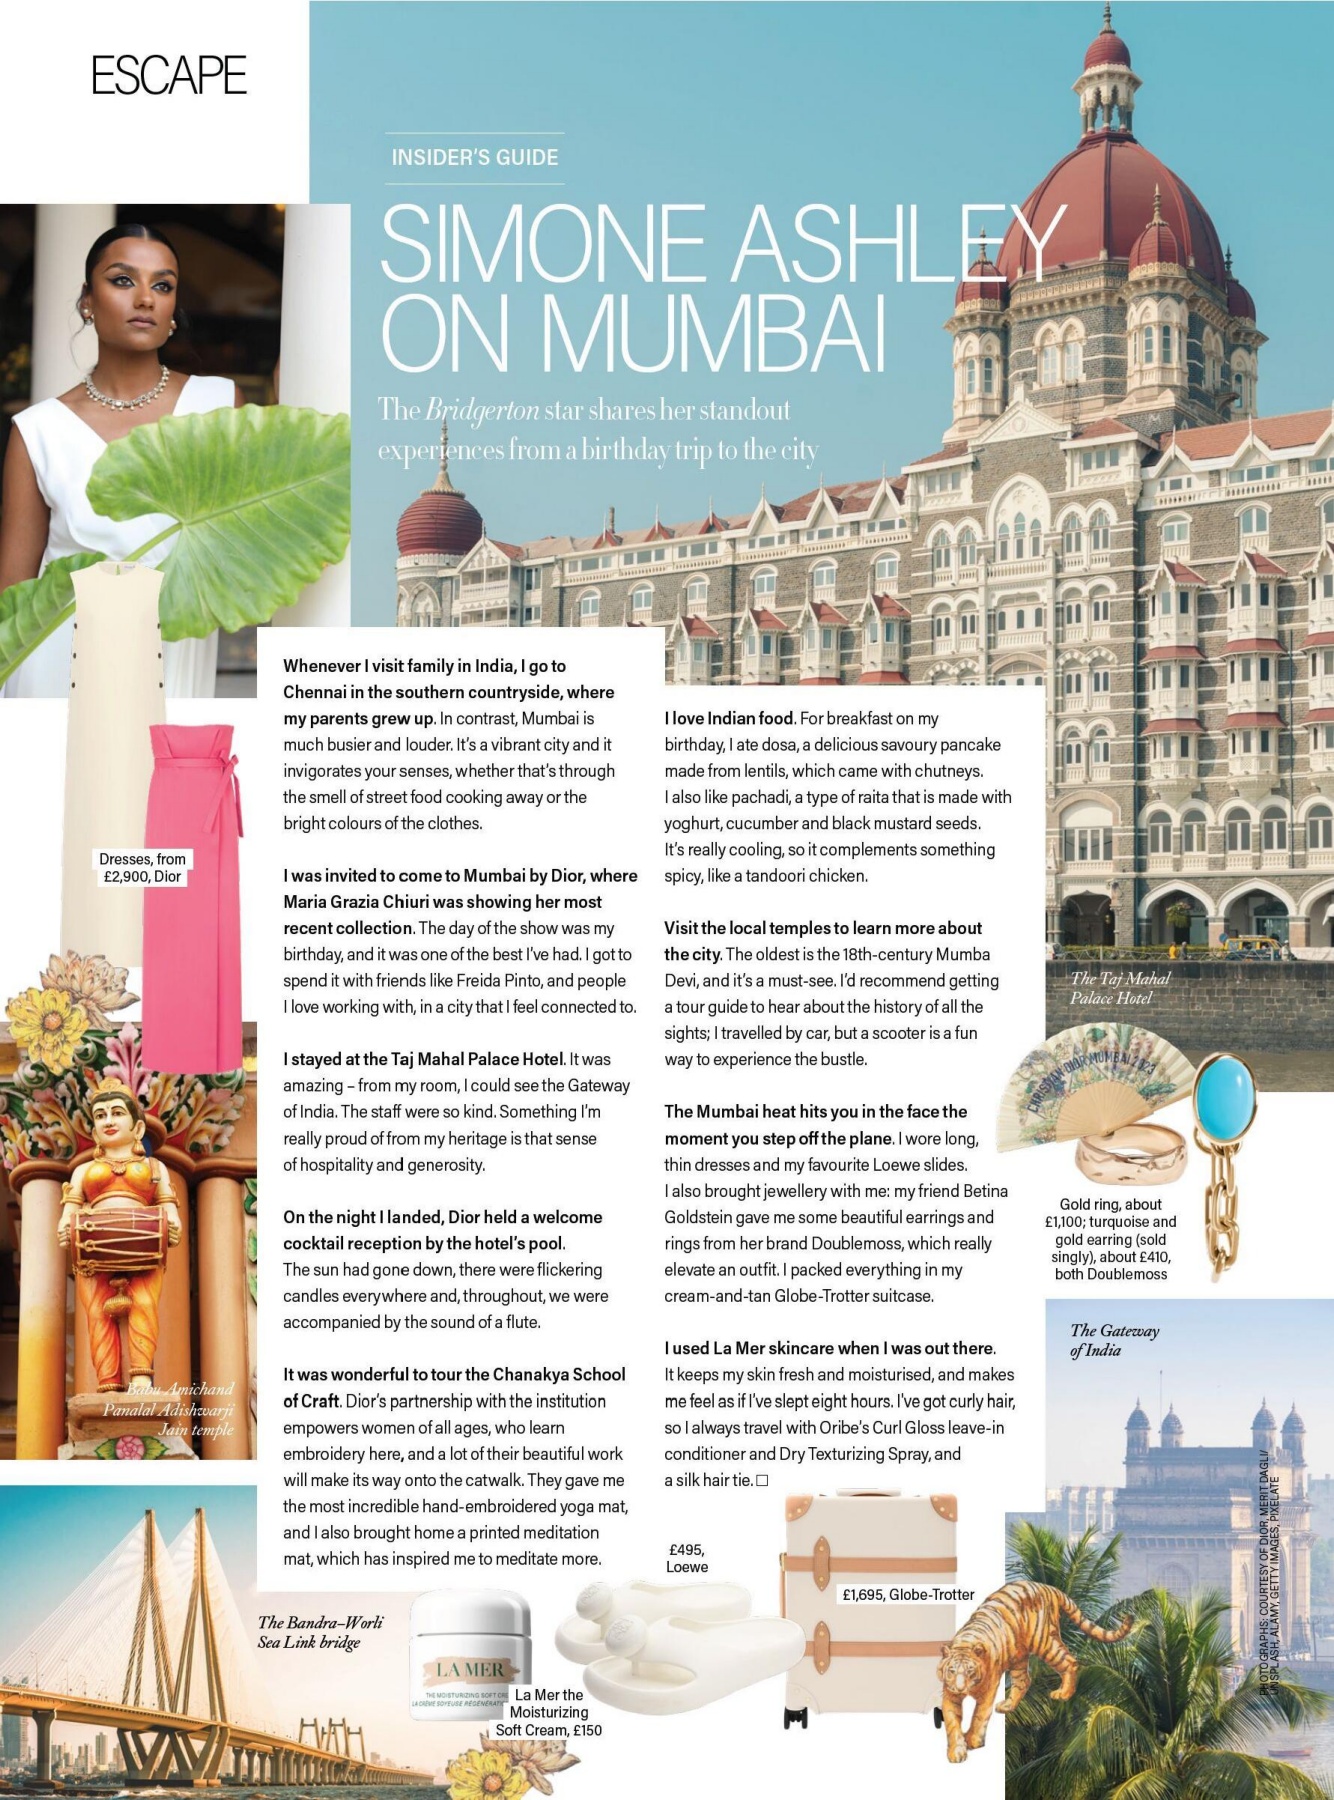 ESCAPE
INSIDER'S GUIDE
SIMONE ASHLEY
ON MUMBAI
The Bridgerton star shares her standout
experiences from a birthday trip to the city
Whenever I visit family in India, I go to
Chennai in the southern countryside, where
my parents grew up. In contrast, Mumbai is
much busier and louder. It's a vibrant city and it
invigorates your senses, whether that's through
the smell of street food cooking away or the
bright colours of the clothes.
I was invited to come to Mumbai by Dior, where
Maria Grazia Chiuri was showing her most
recent collection. The day of the show was my
birthday, and it was one of the best I've had. I got to
spend it with friends like Freida Pinto, and people
I love working with, in a city that I feel connected to.
I stayed at the Taj Mahal Palace Hotel. It was
amazing – from my room, I could see the Gateway
of India. The staff were so kind. Something I'm
really proud of from my heritage is that sense
of hospitality and generosity.
On the night I landed, Dior held a welcome
cocktail reception by the hotel's pool.
The sun had gone down, there were flickering
candles everywhere and, throughout, we were
accompanied by the sound of a flute.
It was wonderful to tour the Chanakya School
of Craft. Dior's partnership with the institution
empowers women of all ages, who learn
embroidery here, and a lot of their beautiful work
will make its way onto the catwalk. They gave me
the most incredible hand-embroidered yoga mat,
and I also brought home a printed meditation
mat, which has inspired me to meditate more.
I love Indian food. For breakfast on my
birthday, I ate dosa, a delicious savoury pancake
made from lentils, which came with chutneys.
I also like pachadi, a type of raita that is made with
yoghurt, cucumber and black mustard seeds.
It's really cooling, so it complements something
spicy, like a tandoori chicken.
Visit the local temples to learn more about
the city. The oldest is the 18th-century Mumba
Devi, and it's a must-see. I'd recommend getting
a tour guide to hear about the history of all the
sights; I travelled by car, but a scooter is a fun
way to experience the bustle.
The Mumbai heat hits you in the face the
moment you step off the plane. I wore long,
thin dresses and my favourite Loewe slides.
I also brought jewellery with me: my friend Betina
Goldstein gave me some beautiful earrings and
rings from her brand Doublemoss, which really
elevate an outfit. I packed everything in my
cream-and-tan Globe-Trotter suitcase.
I used La Mer skincare when I was out there.
It keeps my skin fresh and moisturised, and makes
me feel as if I've slept eight hours. I've got curly hair,
so I always travel with Oribe's Curl Gloss leave-in
conditioner and Dry Texturizing Spray, and
a silk hair tie.
Dresses, from
£2,900, Dior
Babu Amichand
Panalal Adishwarji
Jain temple
The Bandra–Worli
Sea Link bridge
LA MER
THE MOISTURIZING SOFT
La Mer the
Moisturizing
Soft Cream, £150
£495,
Loewe
£1,695, Globe-Trotter
The Taj Mahal
Palace Hotel
CHRISTIAN DIOR MUMBAI 2023
Gold ring, about
£1,100; turquoise and
gold earring (sold
singly), about £410,
both Doublemoss
The Gateway
of India
PHOTOGRAPHS: COURTESY OF DIOR, MERIT DAGLI/
UNSPLASH, ALAMY, GETTY IMAGES, PIXELATE